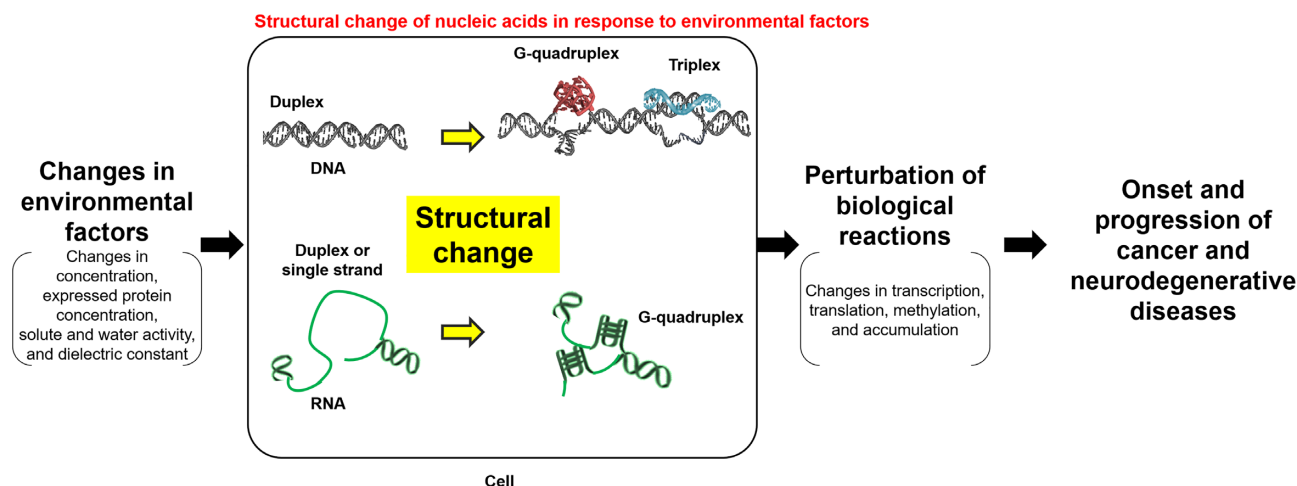 Structural change of nucleic acids in response to environmental factors
Changes in
environmental
factors
Changes in
concentration,
expressed protein
concentration,
solute and water activity,
and dielectric constant
Duplex
DNA
G-quadruplex
Triplex
Structural
change
Duplex or
single strand
RNA
G-quadruplex
Cell
Perturbation of
biological
reactions
Changes in transcription,
translation, methylation,
and accumulation
Onset and
progression of
cancer and
neurodegenerative
diseases